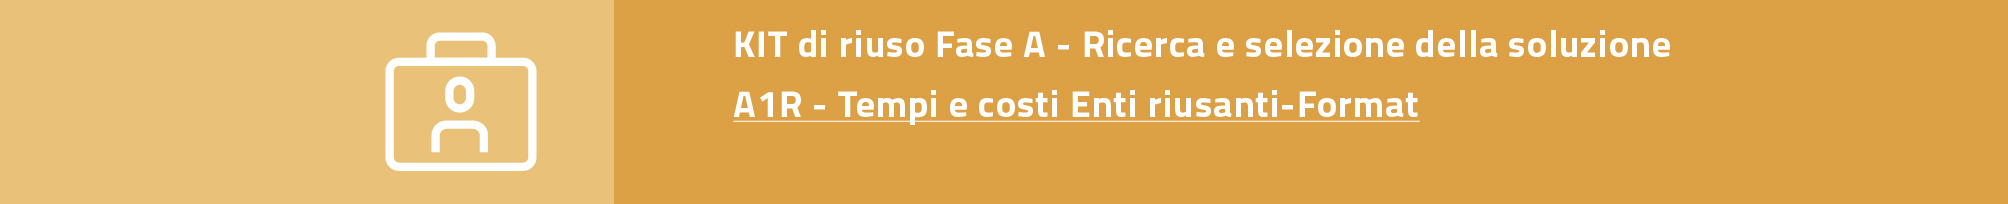 KIT di riuso Fase A - Ricerca e selezione della soluzione
A1R - Tempi e costi Enti riusanti-Format